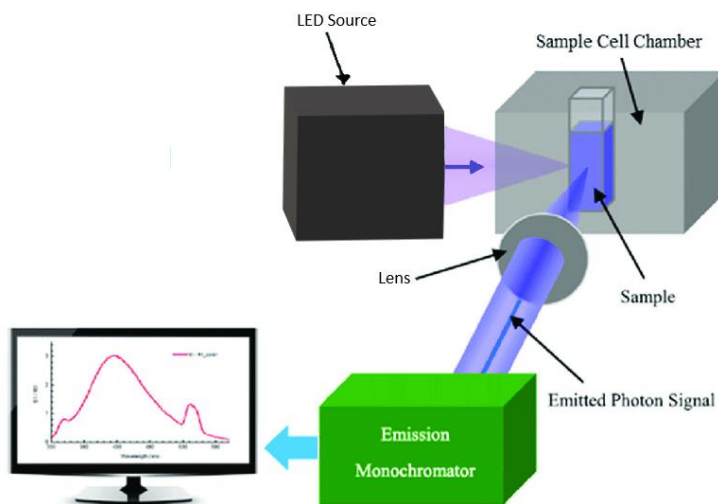 LED Source
Sample Cell Chamber
Lens
Sample
Emitted Photon Signal
Emission
Monochromator